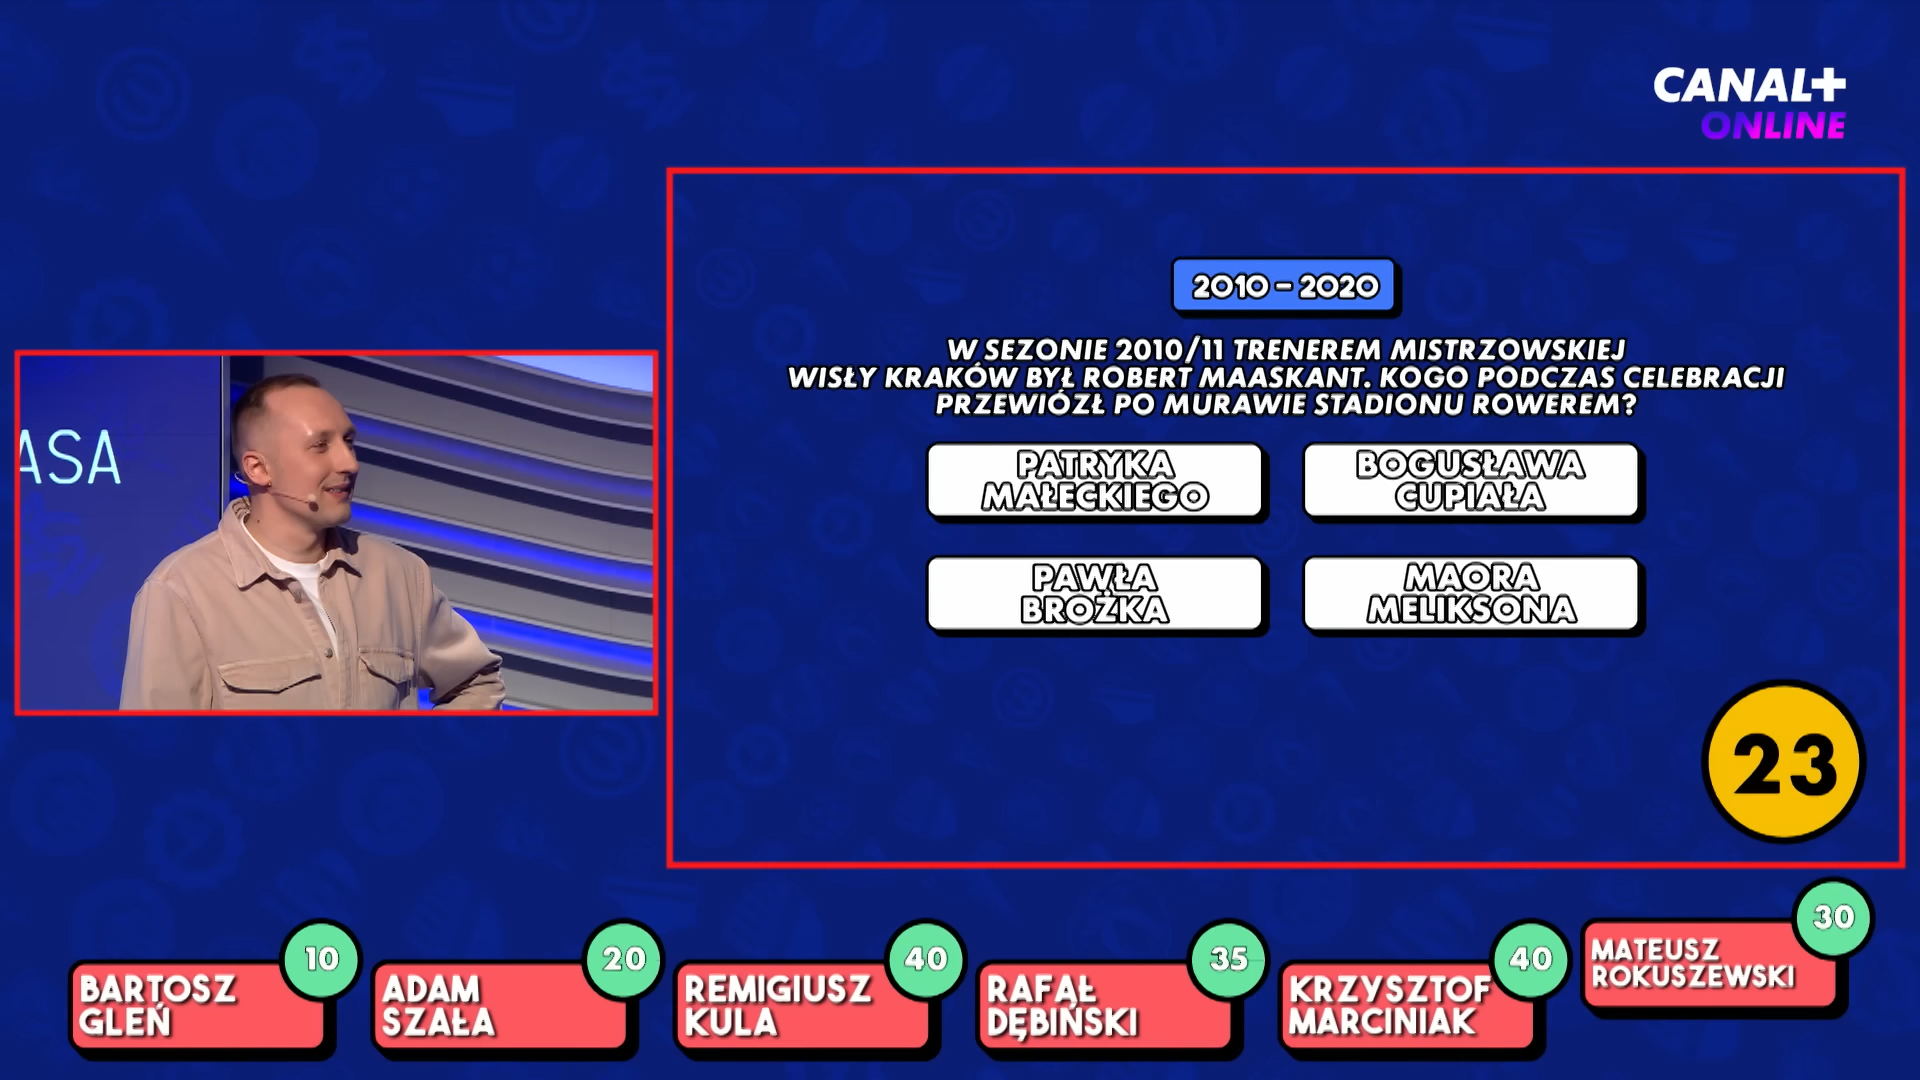 CANAL+
ONLINE
ASA
2010 – 2020
W SEZONIE 2010/11 TRENEREM MISTRZOWSKIEJ
WISŁY KRAKÓW BYŁ ROBERT MAASKANT. KOGO PODCZAS CELEBRACJI
PRZEWIÓZŁ PO MURAWIE STADIONU ROWEREM?
PATRYKA
MAŁECKIEGO
BOGUSŁAWA
CUPIAŁA
PAWŁA
BROŻKA
MAORA
MELIKSONA
23
BARTOSZ
GLEŃ
10
ADAM
SZAŁA
20
REMIGIUSZ
KULA
40
RAFAŁ
DĘBIŃSKI
35
KRZYSZTOF
MARCINIAK
40
MATEUSZ
ROKUSZEWSKI
30